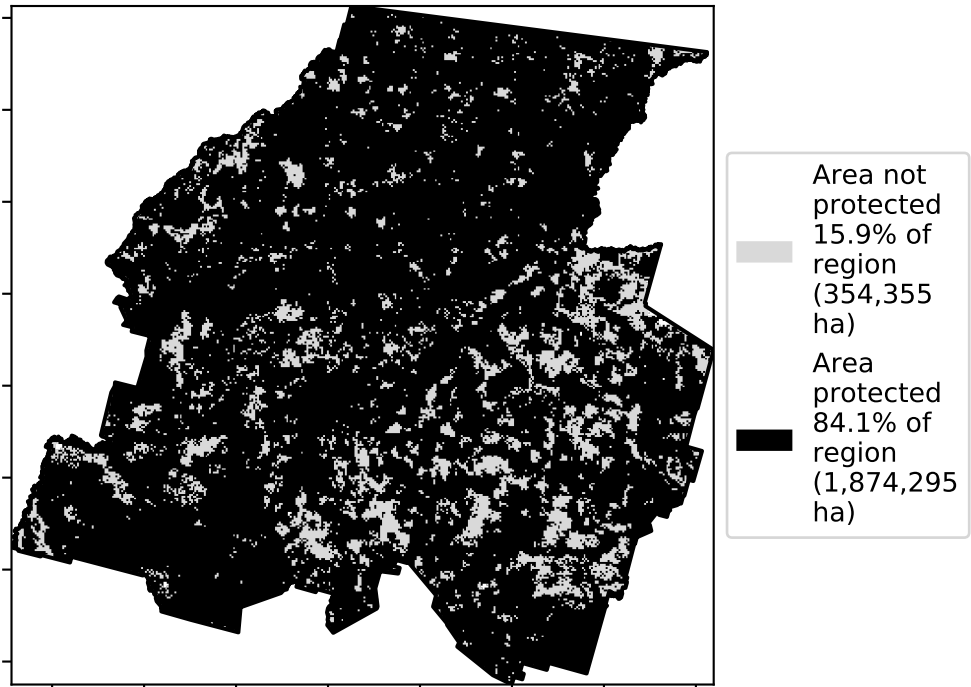 Area not
protected
15.9% of
region
(354,355
ha)
Area
protected
84.1% of
region
(1,874,295
ha)